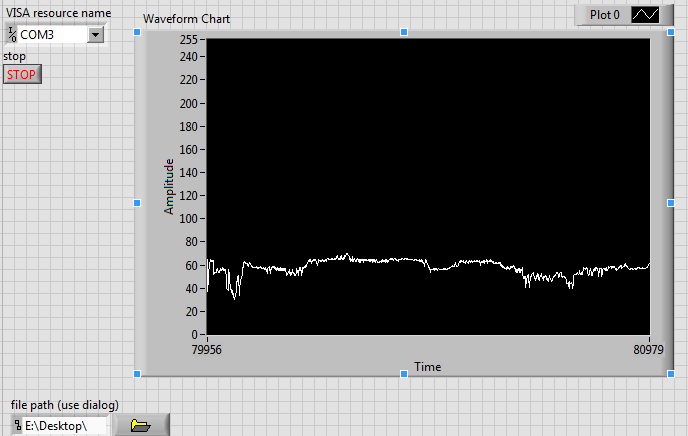 VISA resource name
COM3
stop
STOP
Waveform Chart
Plot 0
255
240
220
200
180
160
140
120
100
80
60
40
20
0
Amplitude
79956
80979
Time
file path (use dialog)
E:\Desktop\